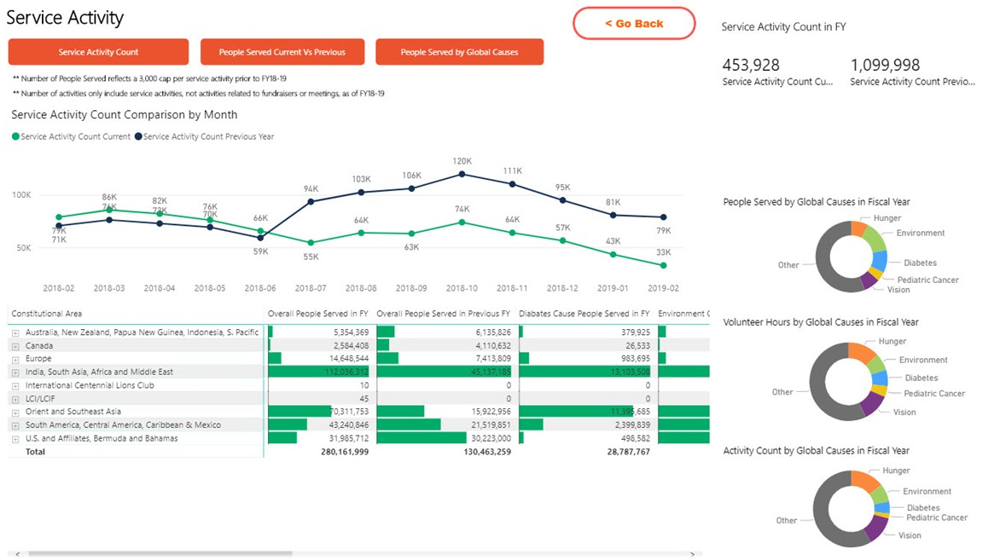 Service Activity
< Go Back
Service Activity Count
People Served Current Vs Previous
People Served by Global Causes
** Number of People Served reflects a 3,000 cap per service activity prior to FY18-19
** Number of activities only include service activities, not activities related to fundraisers or meetings, as of FY18-19
Service Activity Count Comparison by Month
Service Activity Count Current Service Activity Count Previous Year
100K
50K
79K 86K 82K 76K 66K 55K 64K 63K 74K 64K 57K 43K 33K
71K 76K 73K 70K 59K 94K 103K 106K 120K 111K 95K 81K 79K
2018-02 2018-03 2018-04 2018-05 2018-06 2018-07 2018-08 2018-09 2018-10 2018-11 2018-12 2019-01 2019-02
Constitutional Area Overall People Served in FY Overall People Served in Previous FY Diabetes Cause People Served in FY Environment C
Australia, New Zealand, Papua New Guinea, Indonesia, S. Pacific 5,354,369 6,135,826 379,925
Canada 2,584,408 4,110,632 26,533
Europe 14,648,544 7,413,809 983,695
India, South Asia, Africa and Middle East 112,036,312 45,137,185 13,103,508
International Centennial Lions Club 10 0 0
LCI/LCIF 45 0 0
Orient and Southeast Asia 70,311,753 15,922,956 11,395,685
South America, Central America, Caribbean & Mexico 43,240,846 21,519,851 2,399,839
U.S. and Affiliates, Bermuda and Bahamas 31,985,712 30,223,000 498,582
Total 280,161,999 130,463,259 28,787,767
Service Activity Count in FY
453,928 1,099,998
Service Activity Count Cu... Service Activity Count Previo...
People Served by Global Causes in Fiscal Year
Hunger
Environment
Diabetes
Other
Pediatric Cancer
Vision
Volunteer Hours by Global Causes in Fiscal Year
Hunger
Environment
Diabetes
Other
Pediatric Cancer
Vision
Activity Count by Global Causes in Fiscal Year
Hunger
Environment
Diabetes
Pediatric Cancer
Other
Vision